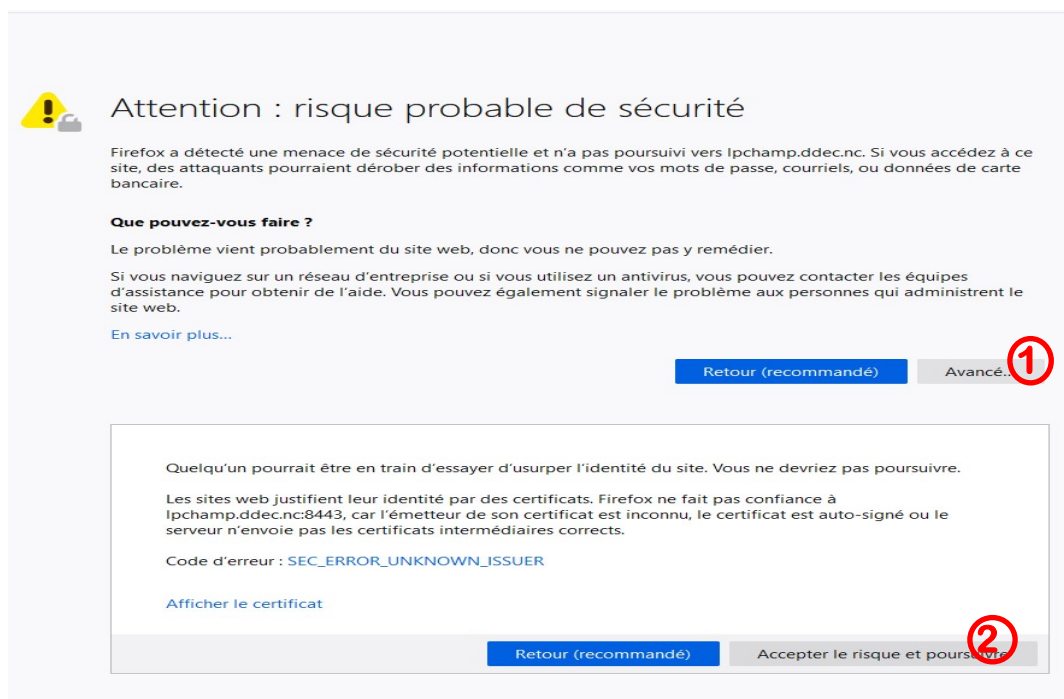 Attention : risque probable de sécurité
Firefox a détecté une menace de sécurité potentielle et n'a pas poursuivi vers lpchamp.ddec.nc. Si vous accédez à ce
site, des attaquants pourraient dérober des informations comme vos mots de passe, courriels, ou données de carte
bancaire.
Que pouvez-vous faire ?
Le problème vient probablement du site web, donc vous ne pouvez pas y remédier.
Si vous naviguez sur un réseau d'entreprise ou si vous utilisez un antivirus, vous pouvez contacter les équipes
d'assistance pour obtenir de l'aide. Vous pouvez également signaler le problème aux personnes qui administrent le
site web.
En savoir plus...
Retour (recommandé) Avancé... 1
Quelqu'un pourrait être en train d'essayer d'usurper l'identité du site. Vous ne devriez pas poursuivre.
Les sites web justifient leur identité par des certificats. Firefox ne fait pas confiance à
lpchamp.ddec.nc:8443, car l'émetteur de son certificat est inconnu, le certificat est auto-signé ou le
serveur n'envoie pas les certificats intermédiaires corrects.
Code d'erreur : SEC_ERROR_UNKNOWN_ISSUER
Afficher le certificat
Retour (recommandé) Accepter le risque et poursuivre 2